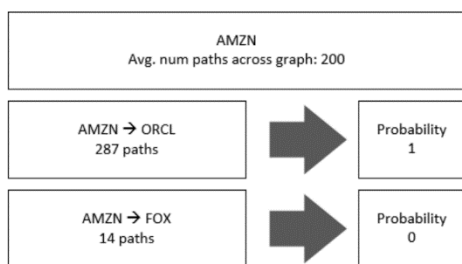 AMZN
Avg. num paths across graph: 200
AMZN → ORCL
287 paths
Probability
1
AMZN → FOX
14 paths
Probability
0